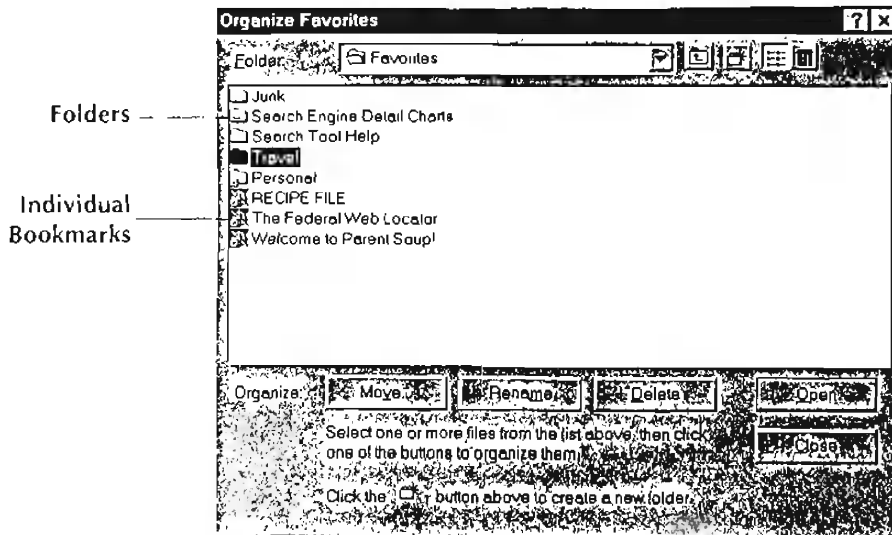 Organize Favorites
Folder: Favorites
Junk
Folders
Search Engine Detail Charts
Search Tool Help
Travel
Personal
RECIPE FILE
Individual
Bookmarks
The Federal Web Locator
Welcome to Parent Soup!
Organize: Move... Rename Delete Open
Select one or more files from the list above, then click
one of the buttons to organize them.
Close
Click the button above to create a new folder.